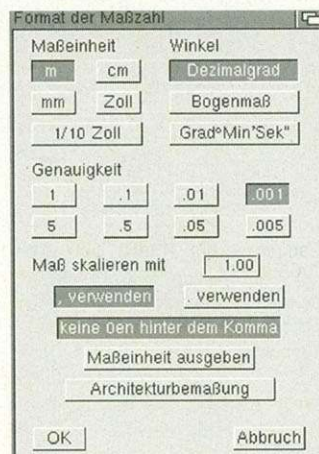 Format der Maßzahl
Maßeinheit Winkel
m cm Dezimalgrad
mm Zoll Bogenmaß
1/10 Zoll Grad°Min'Sek"
Genauigkeit
1 .1 .01 .001
5 .5 .05 .005
Maß skalieren mit 1.00
, verwenden . verwenden
keine 0en hinter dem Komma
Maßeinheit ausgeben
Architekturbemaßung
OK Abbruch